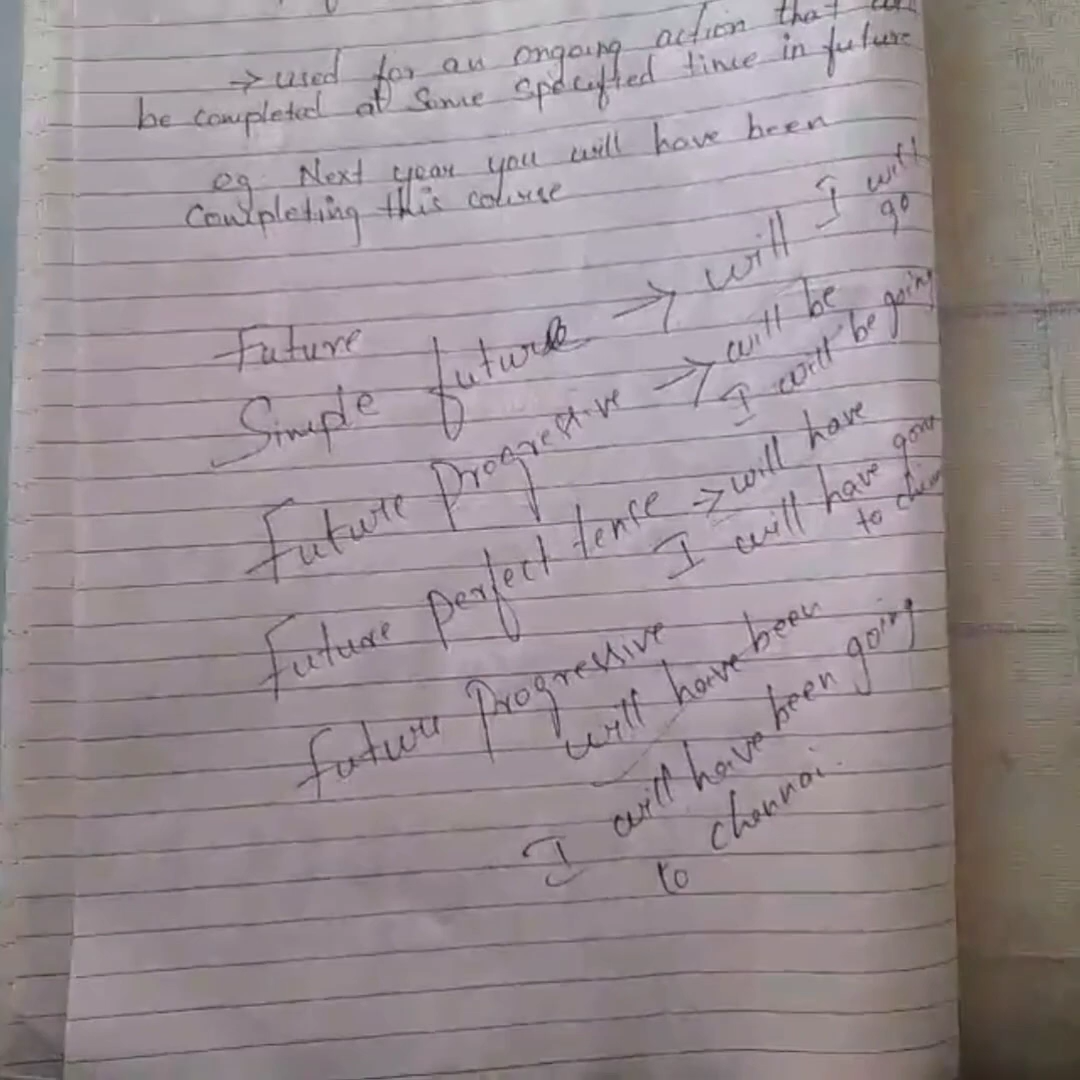 → used for an ongoing action that
be completed at some specified time in future
eg. Next year you will have been
Completing this course
Future
Simple future → will I will
go
Future Progressive → will be
I will be going
Future perfect tense → will have
I will have gone
to
Future Progressive
will have been
I will have been going
to channai.